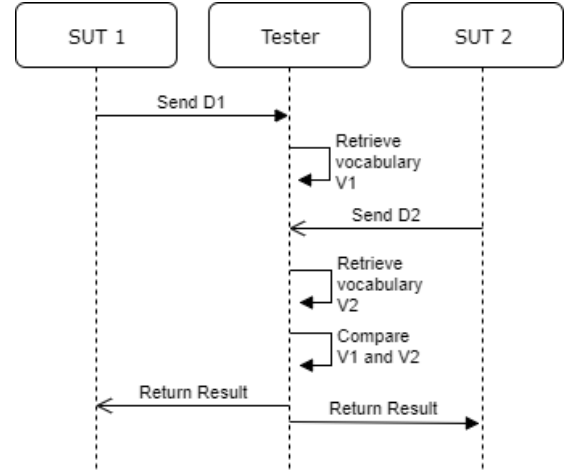 SUT 1
Tester
SUT 2
Send D1
Retrieve
vocabulary
V1
Send D2
Retrieve
vocabulary
V2
Compare
V1 and V2
Return Result
Return Result